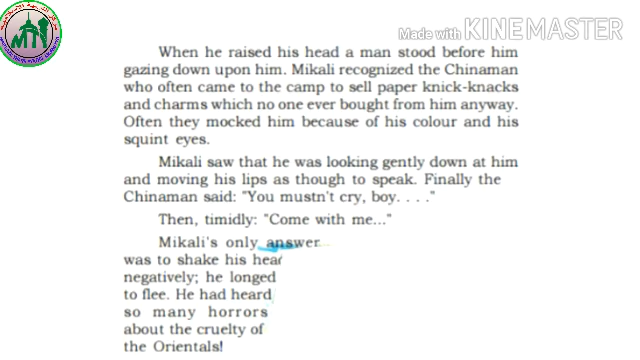 Made with KINEMASTER
When he raised his head a man stood before him
gazing down upon him. Mikali recognized the Chinaman
who often came to the camp to sell paper knick-knacks
and charms which no one ever bought from him anyway.
Often they mocked him because of his colour and his
squint eyes.
Mikali saw that he was looking gently down at him
and moving his lips as though to speak. Finally the
Chinaman said: "You mustn't cry, boy. . . ."
Then, timidly: "Come with me..."
Mikali's only answer
was to shake his head
negatively; he longed
to flee. He had heard
so many horrors
about the cruelty of
the Orientals!